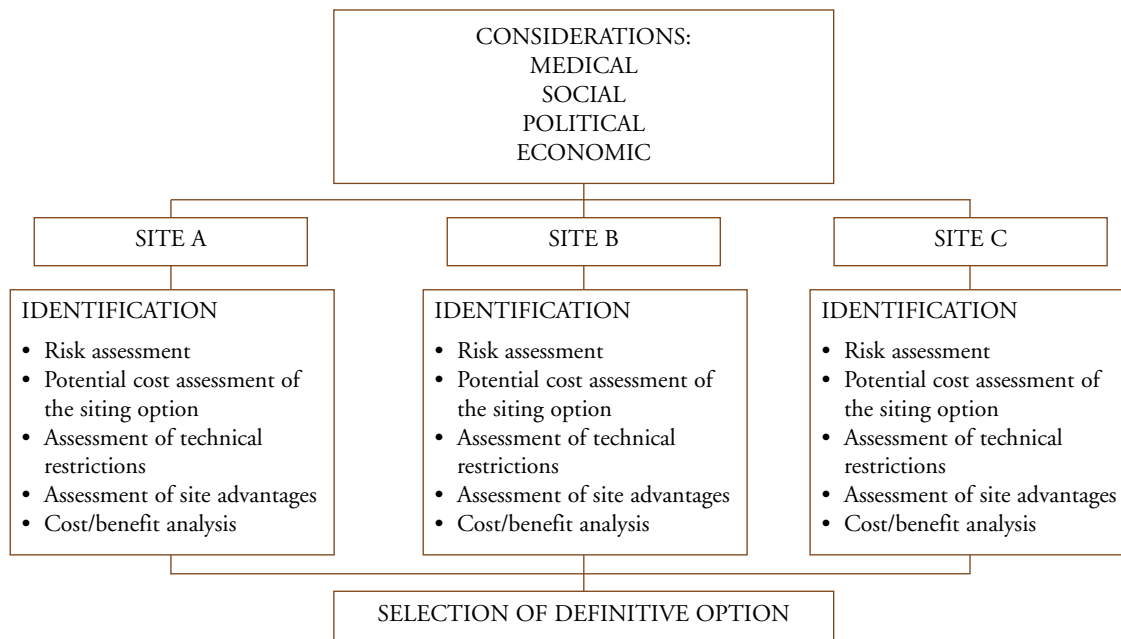 CONSIDERATIONS:
MEDICAL
SOCIAL
POLITICAL
ECONOMIC
SITE A
SITE B
SITE C
IDENTIFICATION
• Risk assessment
• Potential cost assessment of
the siting option
• Assessment of technical
restrictions
• Assessment of site advantages
• Cost/benefit analysis
IDENTIFICATION
• Risk assessment
• Potential cost assessment of
the siting option
• Assessment of technical
restrictions
• Assessment of site advantages
• Cost/benefit analysis
IDENTIFICATION
• Risk assessment
• Potential cost assessment of
the siting option
• Assessment of technical
restrictions
• Assessment of site advantages
• Cost/benefit analysis
SELECTION OF DEFINITIVE OPTION